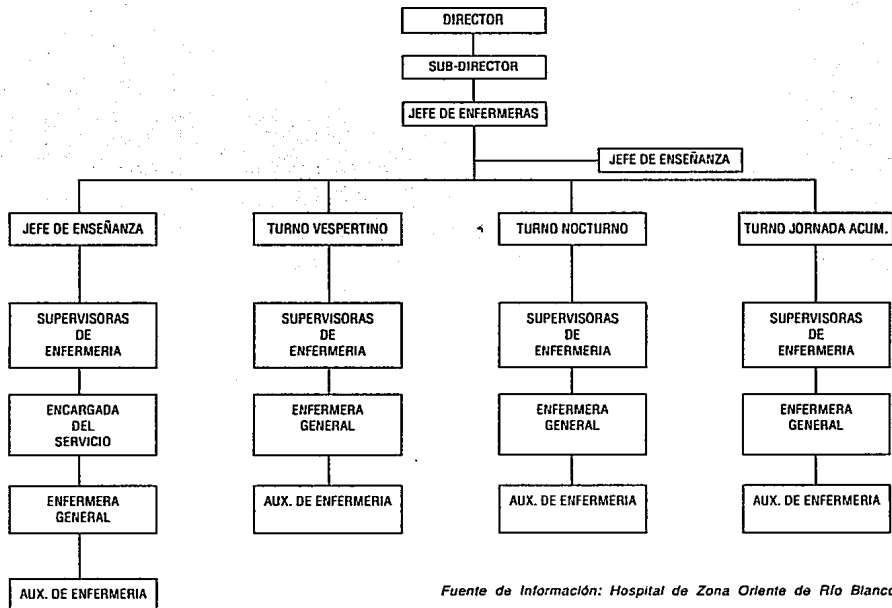 DIRECTOR
SUB-DIRECTOR
JEFE DE ENFERMERAS
JEFE DE ENSEÑANZA
JEFE DE ENSEÑANZA
TURNO VESPERTINO
TURNO NOCTURNO
TURNO JORNADA ACUM.
SUPERVISORAS
DE
ENFERMERIA
SUPERVISORAS
DE
ENFERMERIA
SUPERVISORAS
DE
ENFERMERIA
SUPERVISORAS
DE
ENFERMERIA
ENCARGADA
DEL
SERVICIO
ENFERMERA
GENERAL
ENFERMERA
GENERAL
ENFERMERA
GENERAL
ENFERMERA
GENERAL
AUX. DE ENFERMERIA
AUX. DE ENFERMERIA
AUX. DE ENFERMERIA
AUX. DE ENFERMERIA
Fuente de Información: Hospital de Zona Oriente de Río Blanco